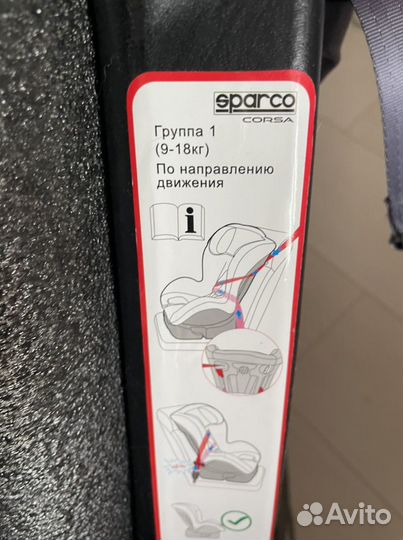 sparco
CORSA
Группа 1
(9-18кг)
По направлению
движения
i
Avito